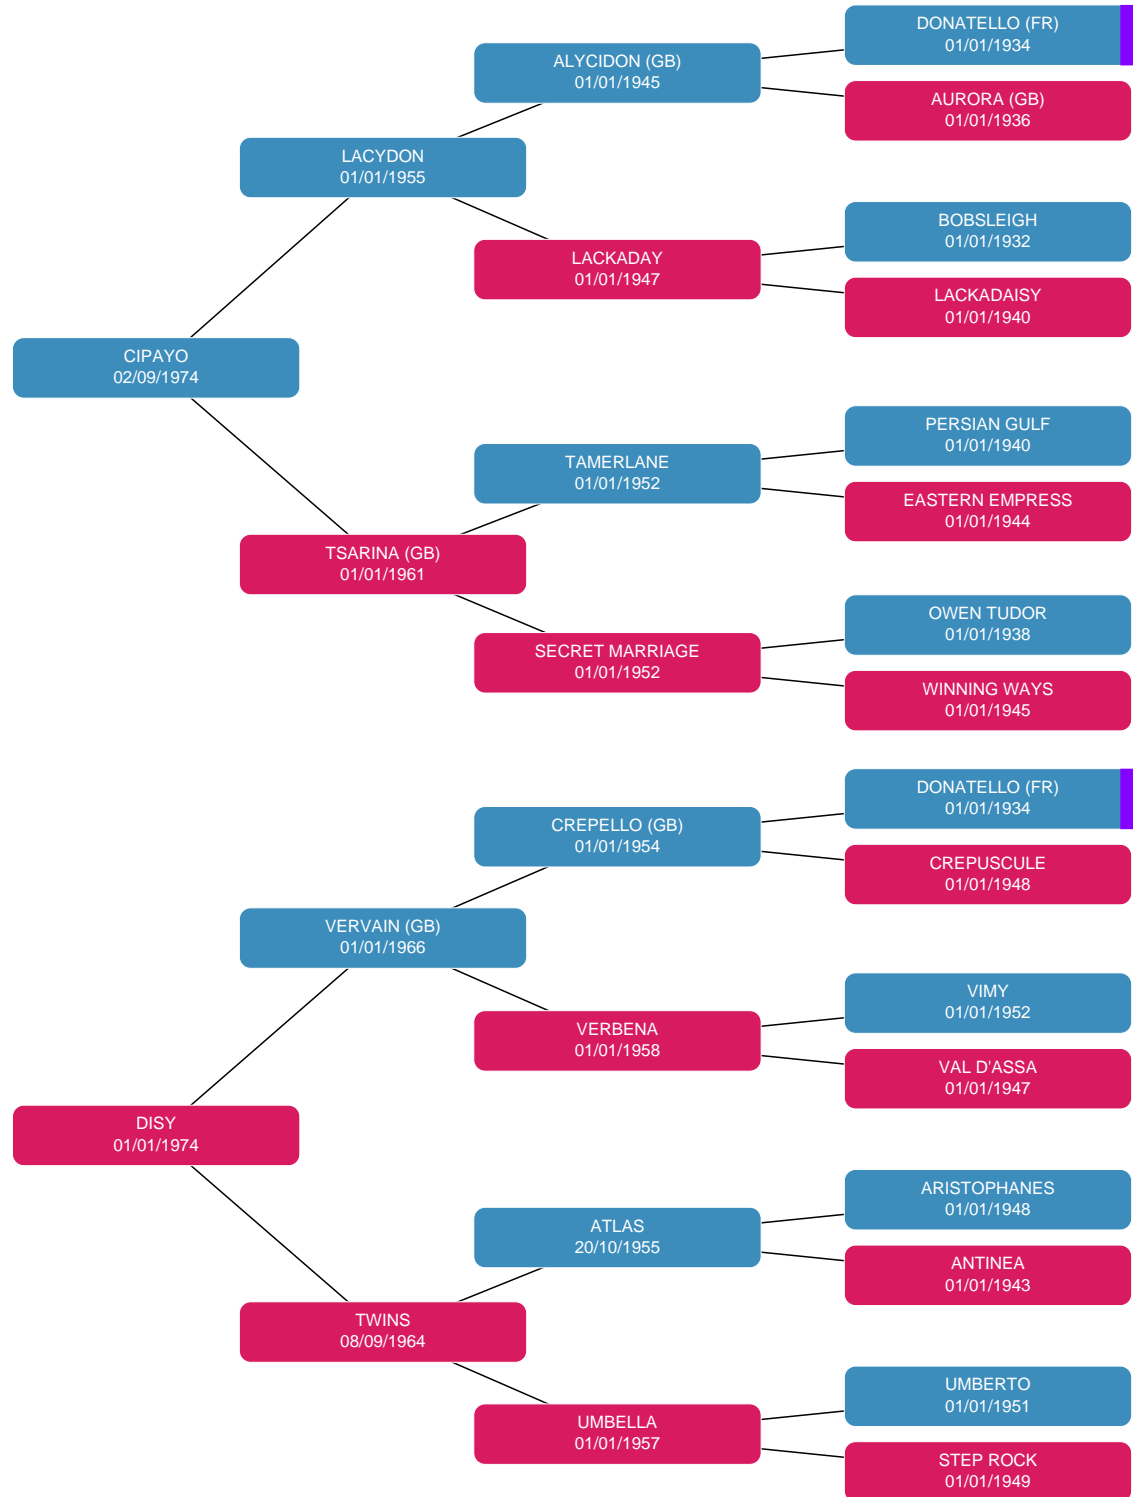 DONATELLO (FR)
01/01/1934
ALYCIDON (GB)
01/01/1945
AURORA (GB)
01/01/1936
LACYDON
01/01/1955
BOBSLEIGH
01/01/1932
LACKADAY
01/01/1947
LACKADAISY
01/01/1940
CIPAYO
02/09/1974
PERSIAN GULF
01/01/1940
TAMERLANE
01/01/1952
EASTERN EMPRESS
01/01/1944
TSARINA (GB)
01/01/1961
OWEN TUDOR
01/01/1938
SECRET MARRIAGE
01/01/1952
WINNING WAYS
01/01/1945
DONATELLO (FR)
01/01/1934
CREPELLO (GB)
01/01/1954
CREPUSCULE
01/01/1948
VERVAIN (GB)
01/01/1966
VIMY
01/01/1952
VERBENA
01/01/1958
VAL D'ASSA
01/01/1947
DISY
01/01/1974
ARISTOPHANES
01/01/1948
ATLAS
20/10/1955
ANTINEA
01/01/1943
TWINS
08/09/1964
UMBERTO
01/01/1951
UMBELLA
01/01/1957
STEP ROCK
01/01/1949